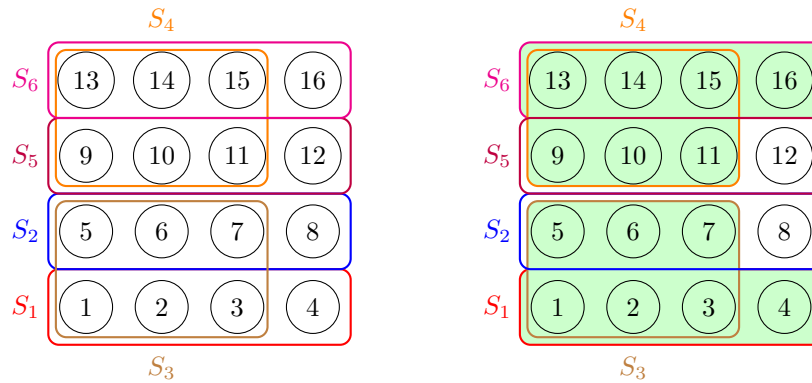 S₄ S₄
S₆ 13 14 15 16 S₆ 13 14 15 16
S₅ 9 10 11 12 S₅ 9 10 11 12
S₂ 5 6 7 8 S₂ 5 6 7 8
S₁ 1 2 3 4 S₁ 1 2 3 4
S₃ S₃